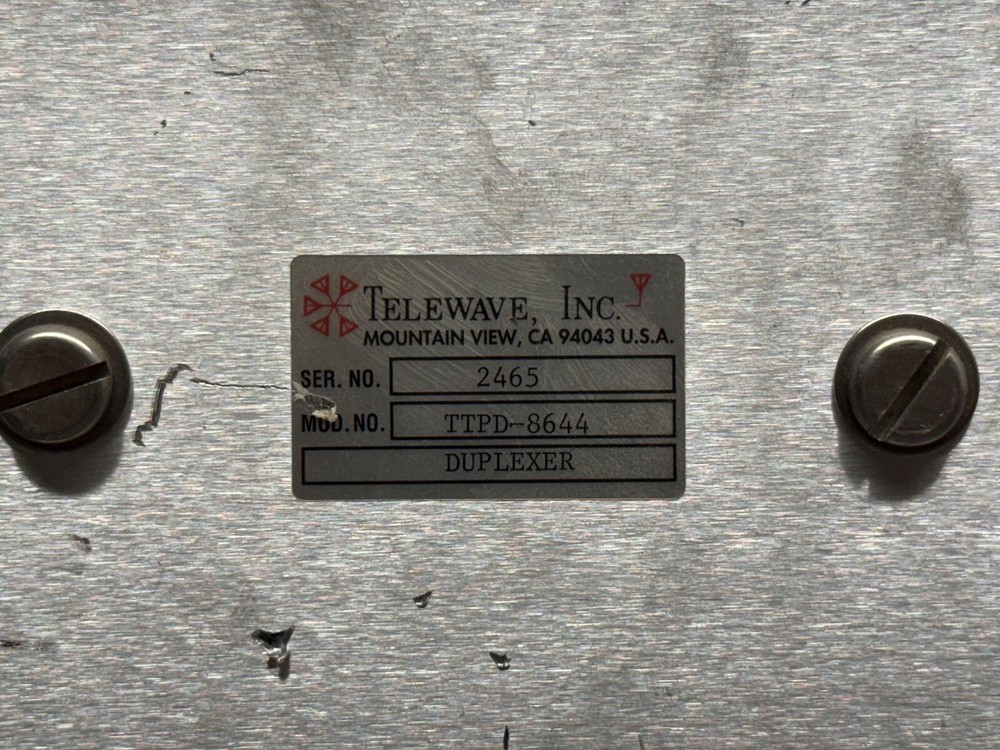 TELEWAVE, INC.
MOUNTAIN VIEW, CA 94043 U.S.A.
SER. NO. 2465
MOD. NO. TTPD-8644
DUPLEXER